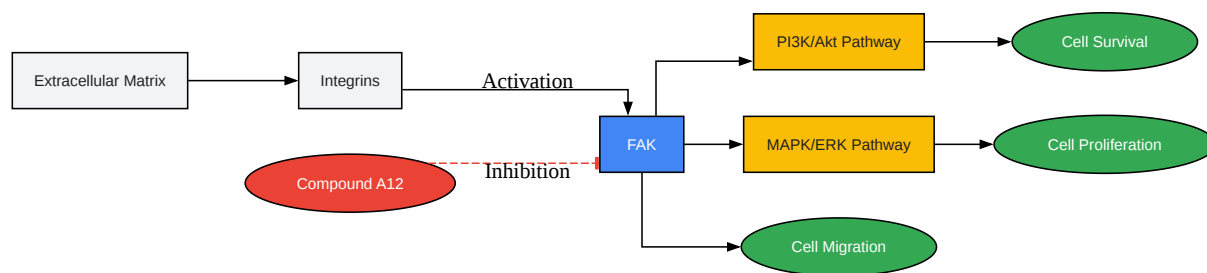 PI3K/Akt Pathway
Cell Survival
Extracellular Matrix
Integrins
Activation
FAK
MAPK/ERK Pathway
Cell Proliferation
Compound A12
Inhibition
Cell Migration